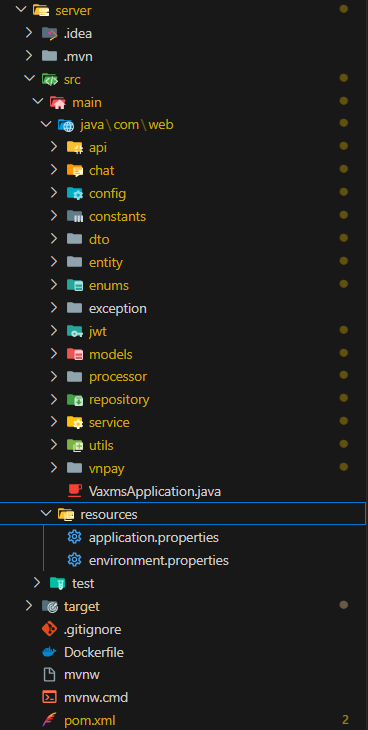 server
.idea
.mvn
src
main
java\com\web
api
chat
config
constants
dto
entity
enums
exception
jwt
models
processor
repository
service
utils
vnpay
VaxmsApplication.java
resources
application.properties
environment.properties
test
target
.gitignore
Dockerfile
mvnw
mvnw.cmd
pom.xml 2